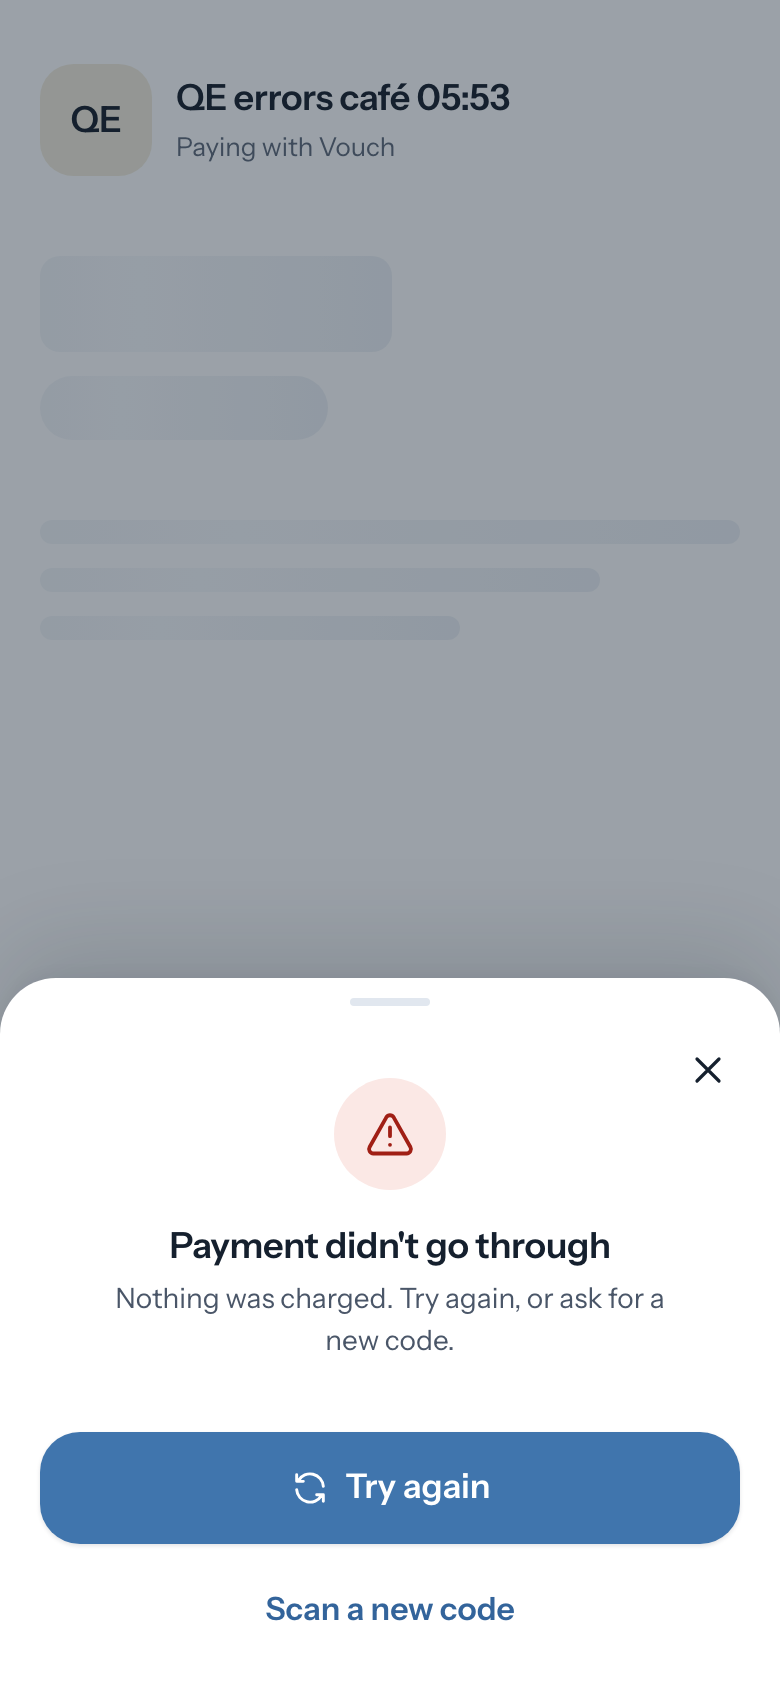 QE
QE errors café 05:53
Paying with Vouch
Payment didn't go through
Nothing was charged. Try again, or ask for a
new code.
Try again
Scan a new code